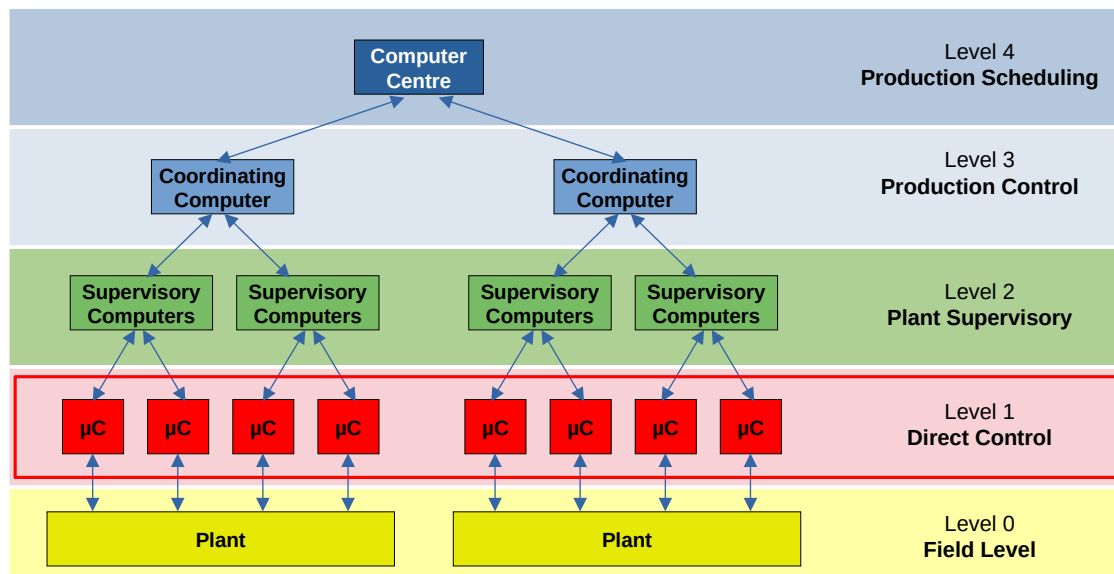 Computer
Centre
Level 4
Production Scheduling
Coordinating
Computer
Coordinating
Computer
Level 3
Production Control
Supervisory
Computers
Supervisory
Computers
Supervisory
Computers
Supervisory
Computers
Level 2
Plant Supervisory
µC
µC
µC
µC
µC
µC
µC
µC
Level 1
Direct Control
Plant
Plant
Level 0
Field Level